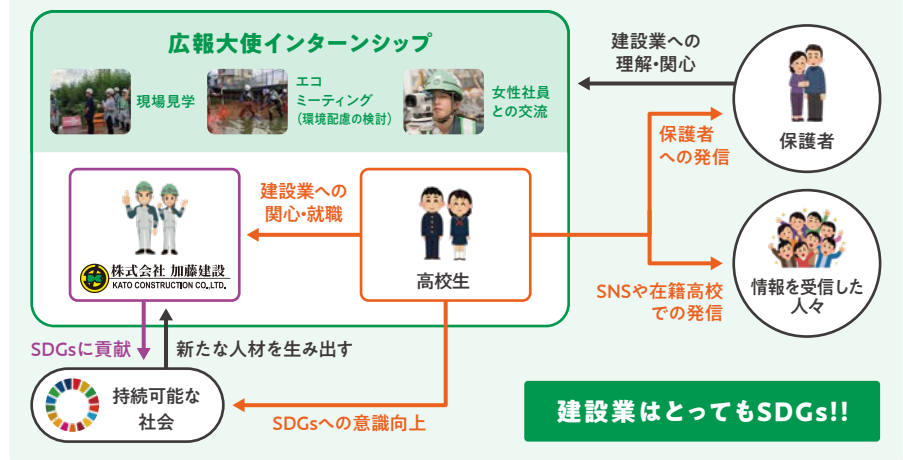 広報大使インターンシップ
現場見学
エコ
ミーティング
（環境配慮の検討）
女性社員
との交流
建設業への
理解・関心
保護者
保護者
への発信
建設業への
関心・就職
株式会社 加藤建設
KATO CONSTRUCTION CO.,LTD.
高校生
SNSや在籍高校
での発信
情報を受信した
人々
SDGsに貢献
新たな人材を生み出す
持続可能な
社会
SDGsへの意識向上
建設業はとってもSDGs!!